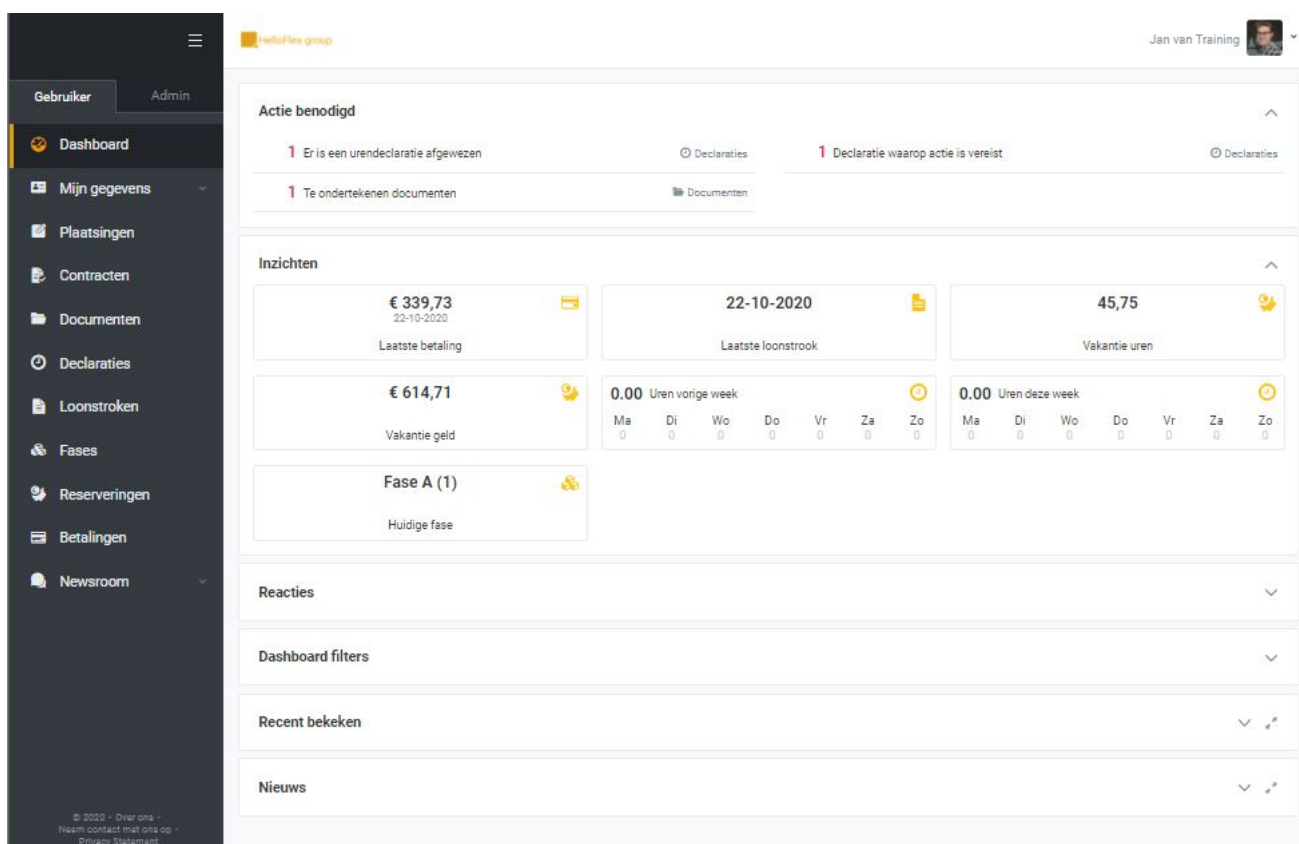 HelloFlex group
Jan van Training
Gebruiker
Admin
Dashboard
Mijn gegevens
Plaatsingen
Contracten
Documenten
Declaraties
Loonstroken
Fases
Reserveringen
Betalingen
Newsroom
© 2020 - Over ons -
Neem contact met ons op -
Privacy Statement
Actie benodigd
1 Er is een urendeclaratie afgewezen Declaraties
1 Declaratie waarop actie is vereist Declaraties
1 Te ondertekenen documenten Documenten
Inzichten
€ 339,73
22-10-2020
Laatste betaling
22-10-2020
Laatste loonstrook
45,75
Vakantie uren
€ 614,71
Vakantie geld
0.00 Uren vorige week
Ma Di Wo Do Vr Za Zo
0 0 0 0 0 0 0
0.00 Uren deze week
Ma Di Wo Do Vr Za Zo
0 0 0 0 0 0 0
Fase A (1)
Huidige fase
Reacties
Dashboard filters
Recent bekeken
Nieuws